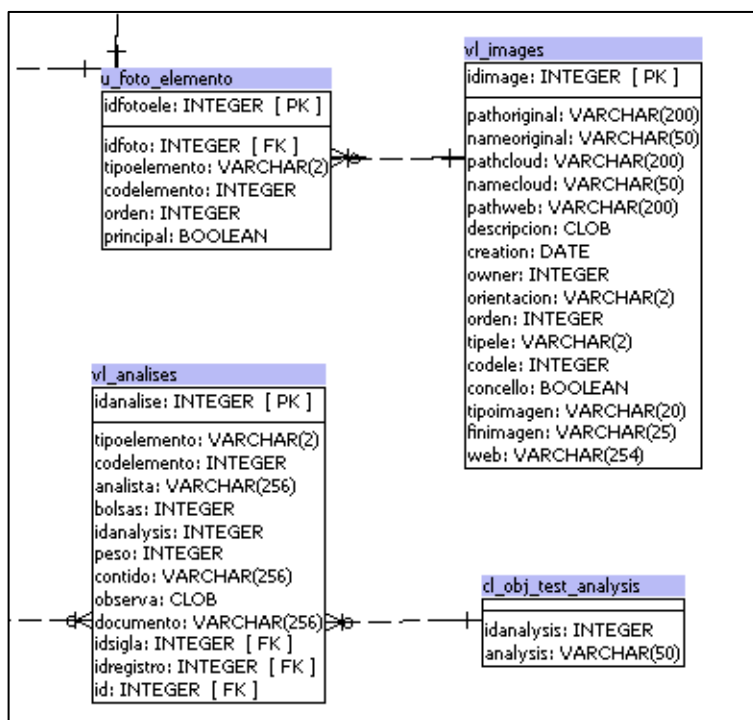 u_foto_elemento
idfotoele: INTEGER [ PK ]
idfoto: INTEGER [ FK ]
tipoelemento: VARCHAR(2)
codelemento: INTEGER
orden: INTEGER
principal: BOOLEAN
vl_images
idimage: INTEGER [ PK ]
pathoriginal: VARCHAR(200)
nameoriginal: VARCHAR(50)
pathcloud: VARCHAR(200)
namecloud: VARCHAR(50)
pathweb: VARCHAR(200)
descripcion: CLOB
creation: DATE
owner: INTEGER
orientacion: VARCHAR(2)
orden: INTEGER
tipele: VARCHAR(2)
codele: INTEGER
concello: BOOLEAN
tipoimagen: VARCHAR(20)
finimagen: VARCHAR(25)
web: VARCHAR(254)
vl_analises
idanalise: INTEGER [ PK ]
tipoelemento: VARCHAR(2)
codelemento: INTEGER
analista: VARCHAR(256)
bolsas: INTEGER
idanalysis: INTEGER
peso: INTEGER
contido: VARCHAR(256)
observa: CLOB
documento: VARCHAR(256)
idsigla: INTEGER [ FK ]
idregistro: INTEGER [ FK ]
id: INTEGER [ FK ]
cl_obj_test_analysis
idanalysis: INTEGER
analysis: VARCHAR(50)